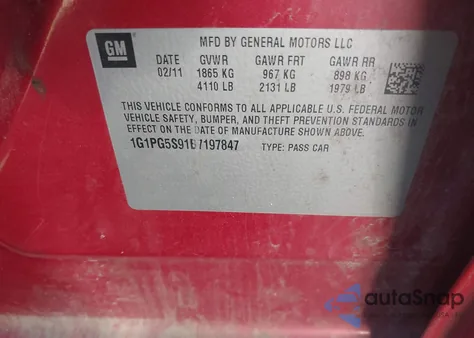 GM
MFD BY GENERAL MOTORS LLC
DATE GVWR GAWR FRT GAWR RR
02/11 1865 KG 967 KG 898 KG
4110 LB 2131 LB 1979 LB
THIS VEHICLE CONFORMS TO ALL APPLICABLE U.S. FEDERAL MOTOR
VEHICLE SAFETY, BUMPER, AND THEFT PREVENTION STANDARDS IN
EFFECT ON THE DATE OF MANUFACTURE SHOWN ABOVE.
1G1PG5S91B7197847 TYPE: PASS CAR
autoSnap